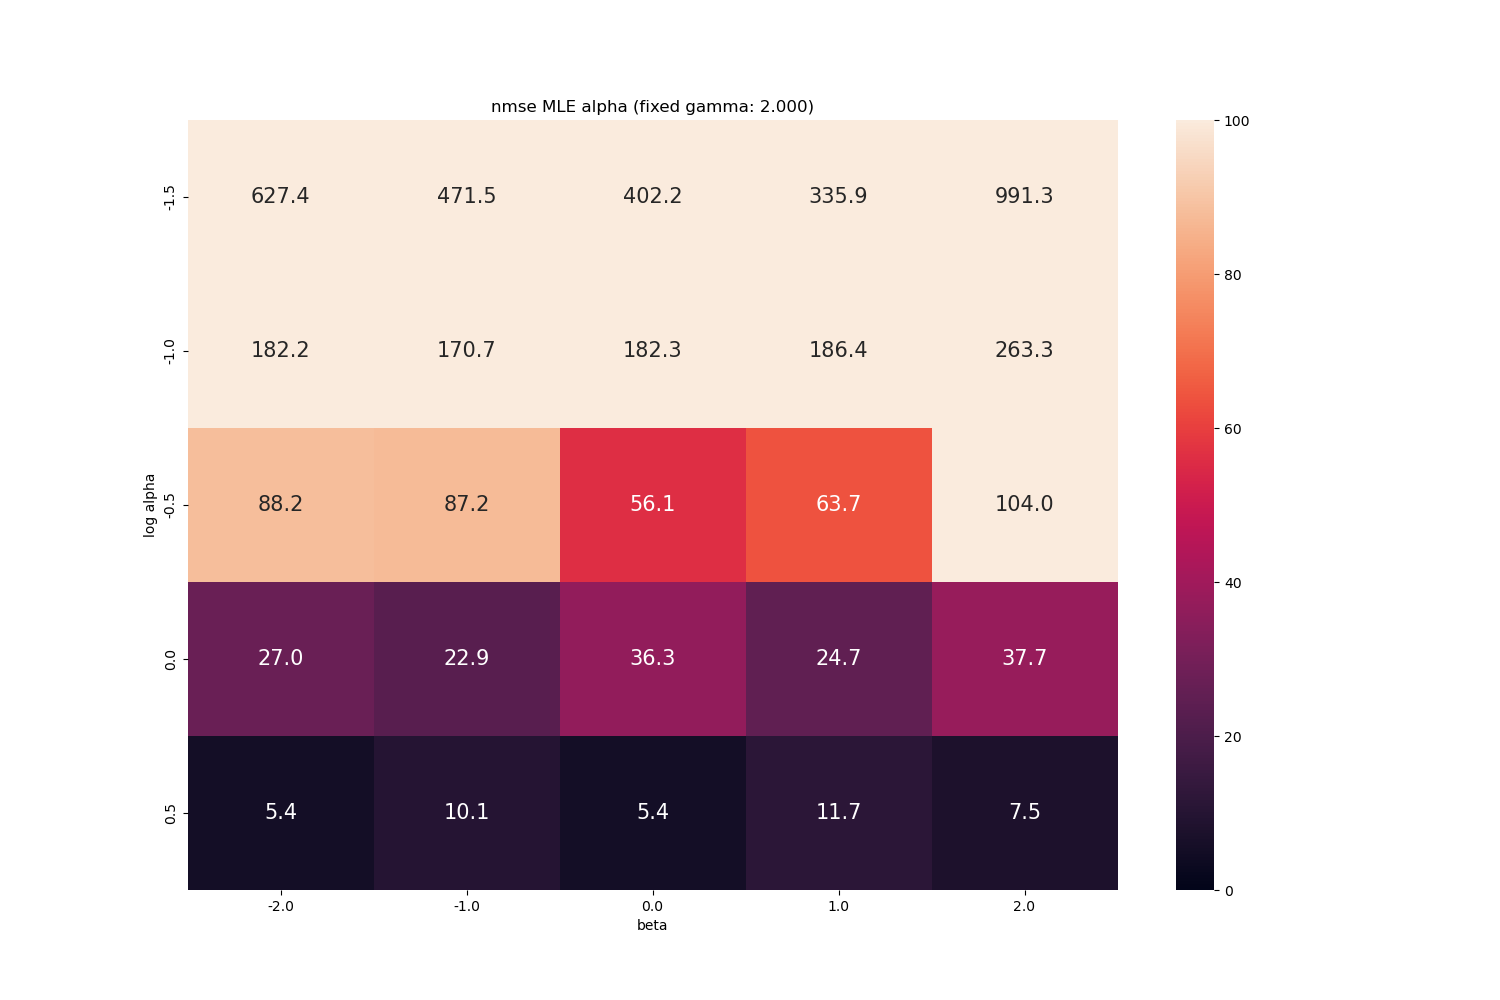 nmse MLE alpha (fixed gamma: 2.000)
-1.5 627.4 471.5 402.2 335.9 991.3
-1.0 182.2 170.7 182.3 186.4 263.3
-0.5 88.2 87.2 56.1 63.7 104.0
0.0 27.0 22.9 36.3 24.7 37.7
0.5 5.4 10.1 5.4 11.7 7.5
-2.0 -1.0 0.0 1.0 2.0
beta
log alpha
100
80
60
40
20
0